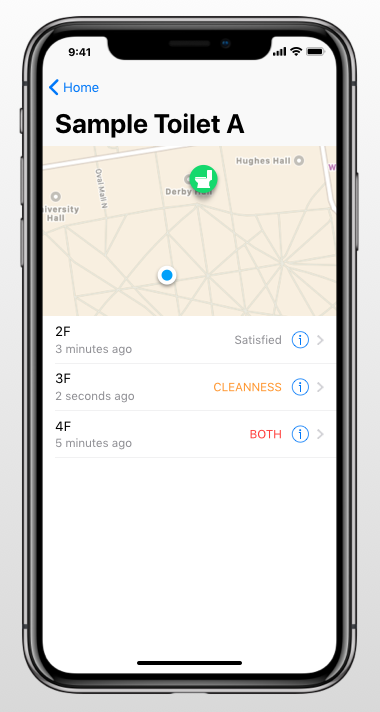 9:41
Home
Sample Toilet A
Hughes Hall
Oval Mall N
Derby Hall
iversity
Hall
W
2F
3 minutes ago
Satisfied
3F
2 seconds ago
CLEANNESS
4F
5 minutes ago
BOTH